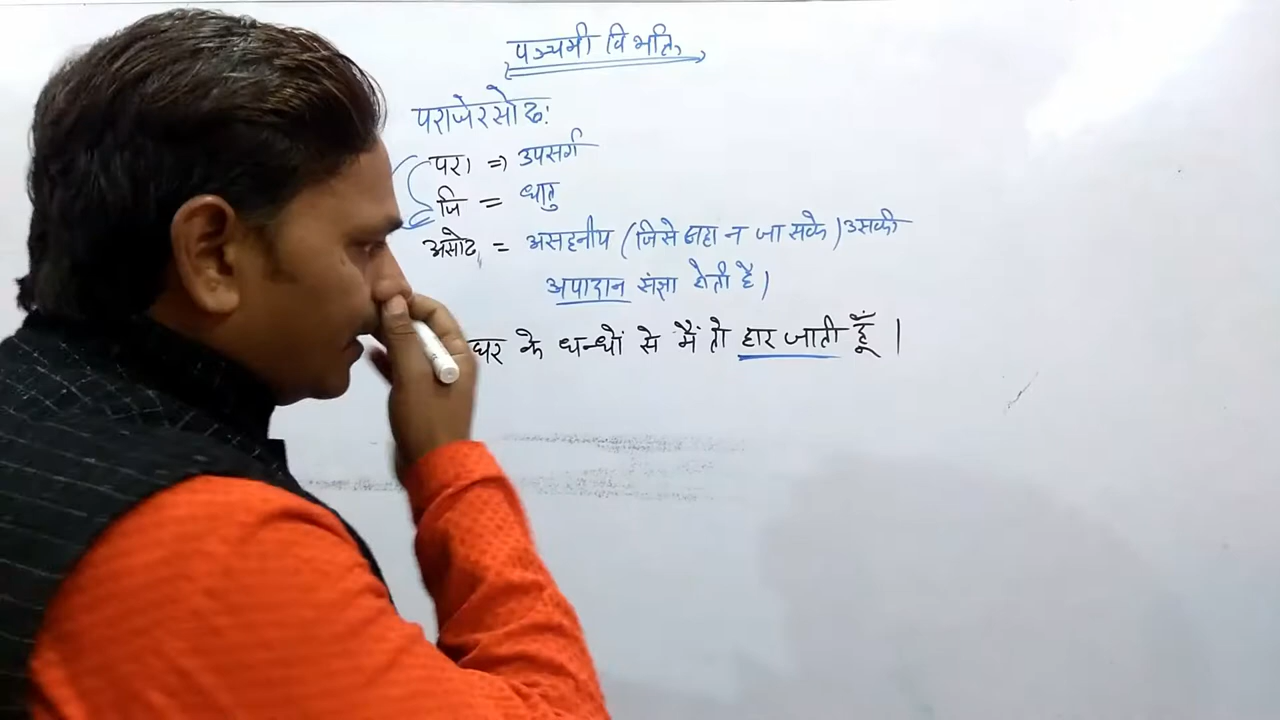 पञ्चमी विभक्ति
पराजेरसोढः
परा => उपसर्ग
जि = धातु
असोढ = असहनीय (जिसे सहा न जा सके) उसकी
अपादान संज्ञा होती है।
घर के धन्धों से मैं तो हार जाती हूँ ।